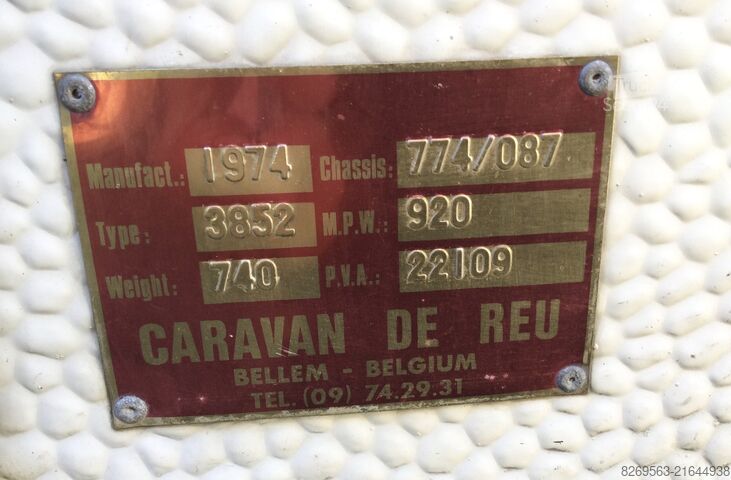 Manufact.: 1974 Chassis: 774/087
Type: 3852 M.P.W.: 920
Weight: 740 P.V.A.: 22109
CARAVAN DE REU
BELLEM - BELGIUM
TEL. (09) 74.29.31
8269563-21644938